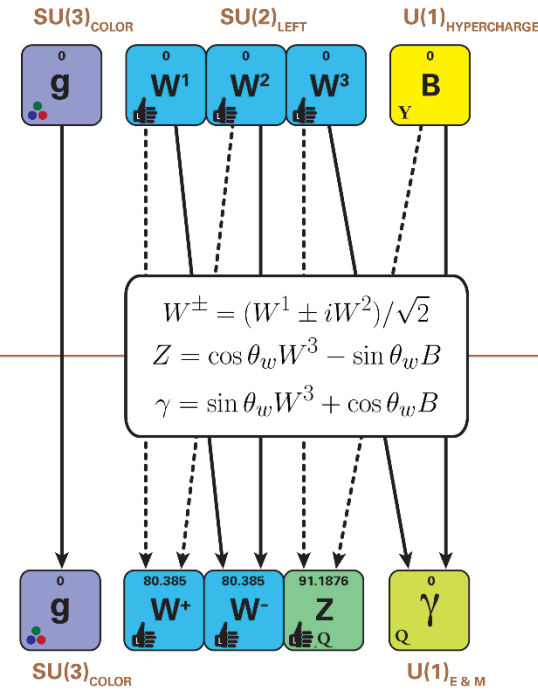 SU(3)COLOR SU(2)LEFT U(1)HYPERCHARGE
0 0 0 0 0
g W¹ W² W³ B
L L L Y
W± = (W¹ ± iW²)/√2
Z = cos θw W³ − sin θw B
γ = sin θw W³ + cos θw B
0 80.385 80.385 91.1876 0
g W⁺ W⁻ Z γ
L L L Q Q
SU(3)COLOR U(1)E & M